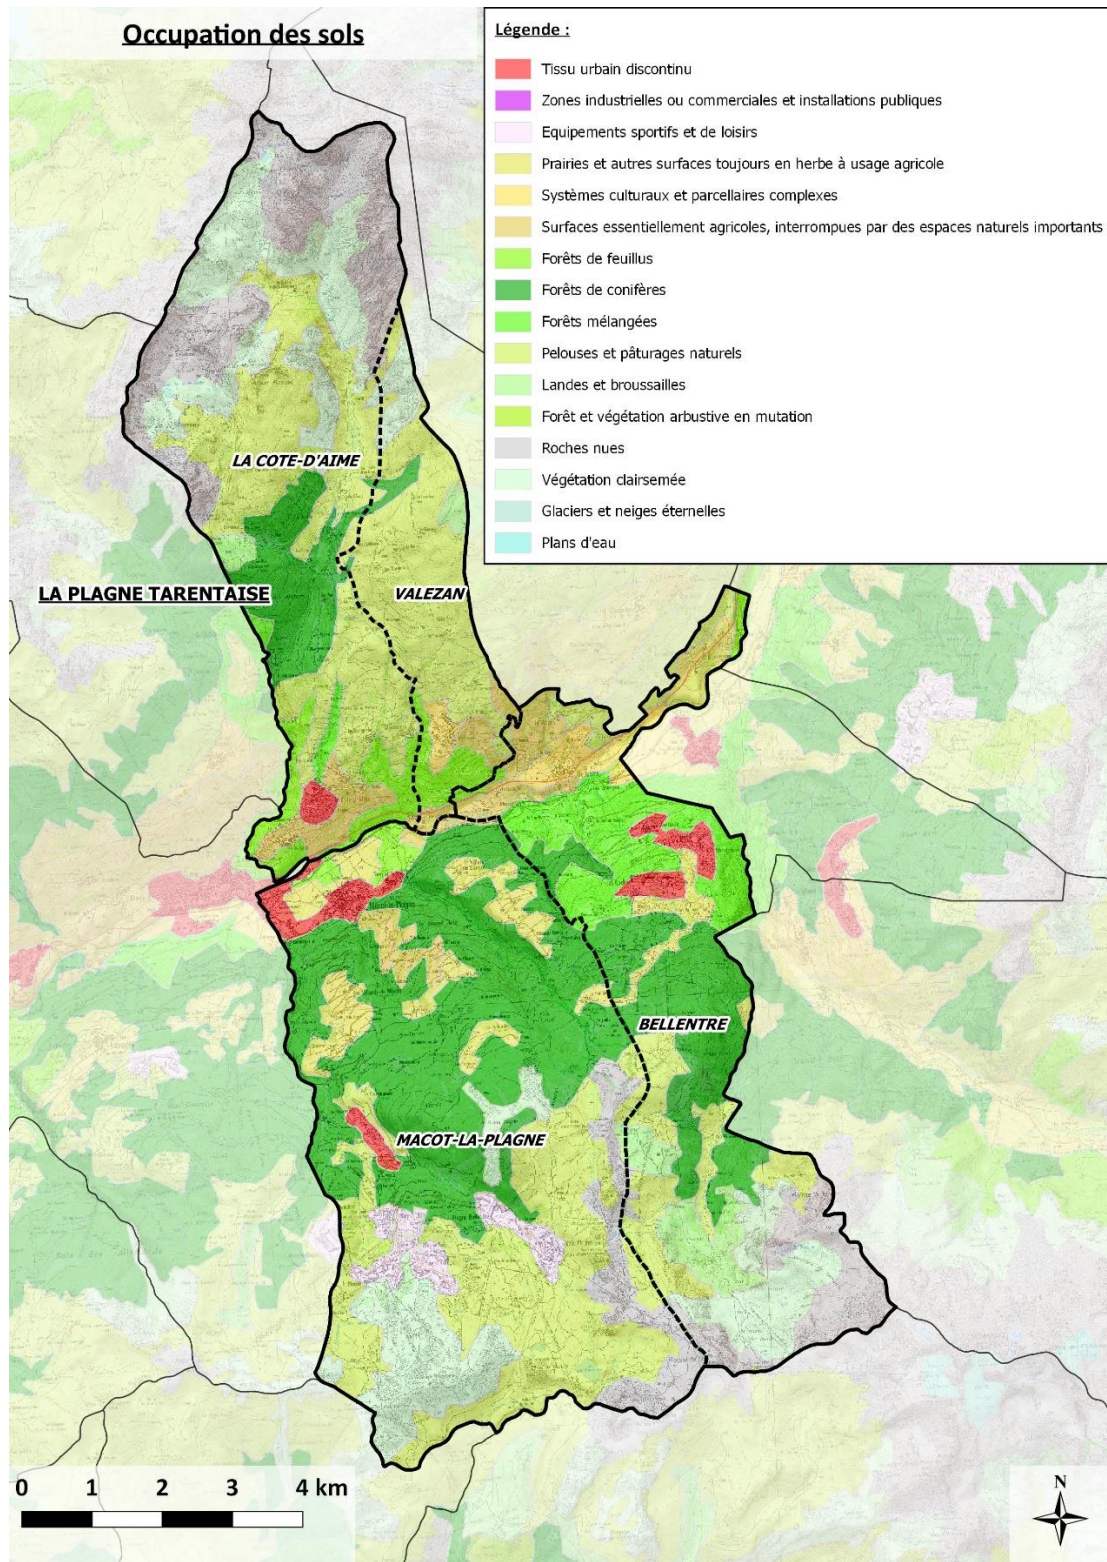 Occupation des sols
Légende :
Tissu urbain discontinu
Zones industrielles ou commerciales et installations publiques
Equipements sportifs et de loisirs
Prairies et autres surfaces toujours en herbe à usage agricole
Systèmes culturaux et parcellaires complexes
Surfaces essentiellement agricoles, interrompues par des espaces naturels importants
Forêts de feuillus
Forêts de conifères
Forêts mélangées
Pelouses et pâturages naturels
Landes et broussailles
Forêt et végétation arbustive en mutation
Roches nues
Végétation clairsemée
Glaciers et neiges éternelles
Plans d'eau
LA COTE-D'AIME
LA PLAGNE TARENTAISE
VALEZAN
BELLENTRE
MACOT-LA-PLAGNE
0 1 2 3 4 km
N